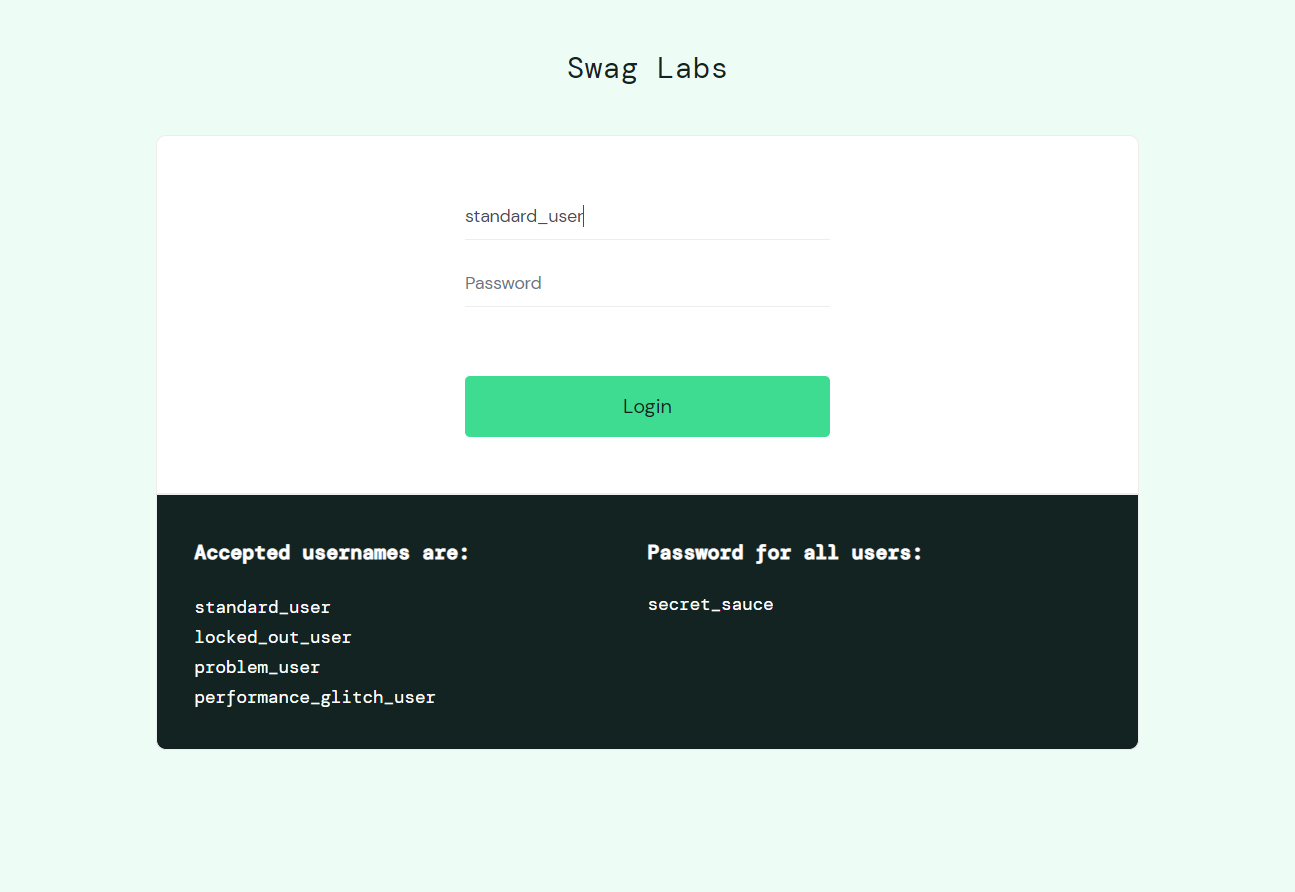 Swag Labs
standard_user
Password
Login
Accepted usernames are:
standard_user
locked_out_user
problem_user
performance_glitch_user
Password for all users:
secret_sauce